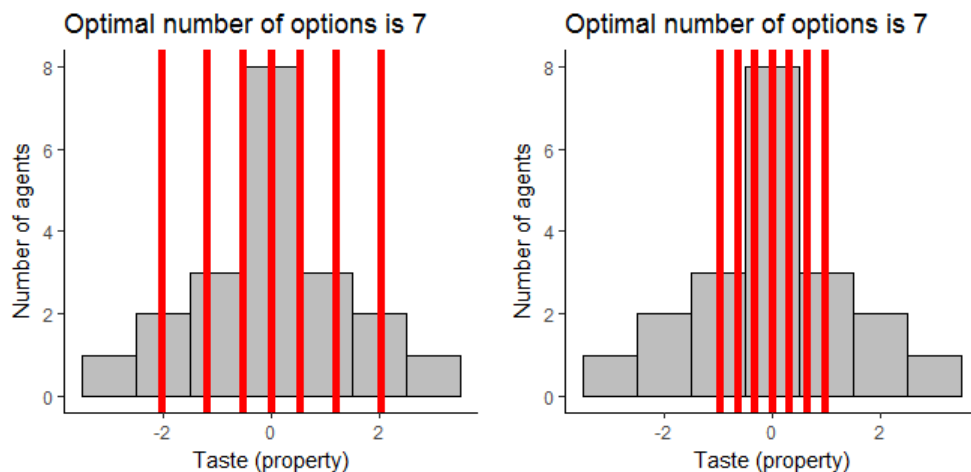 Optimal number of options is 7
Number of agents
8
6
4
2
0
-2 0 2
Taste (property)
Optimal number of options is 7
Number of agents
8
6
4
2
0
-2 0 2
Taste (property)